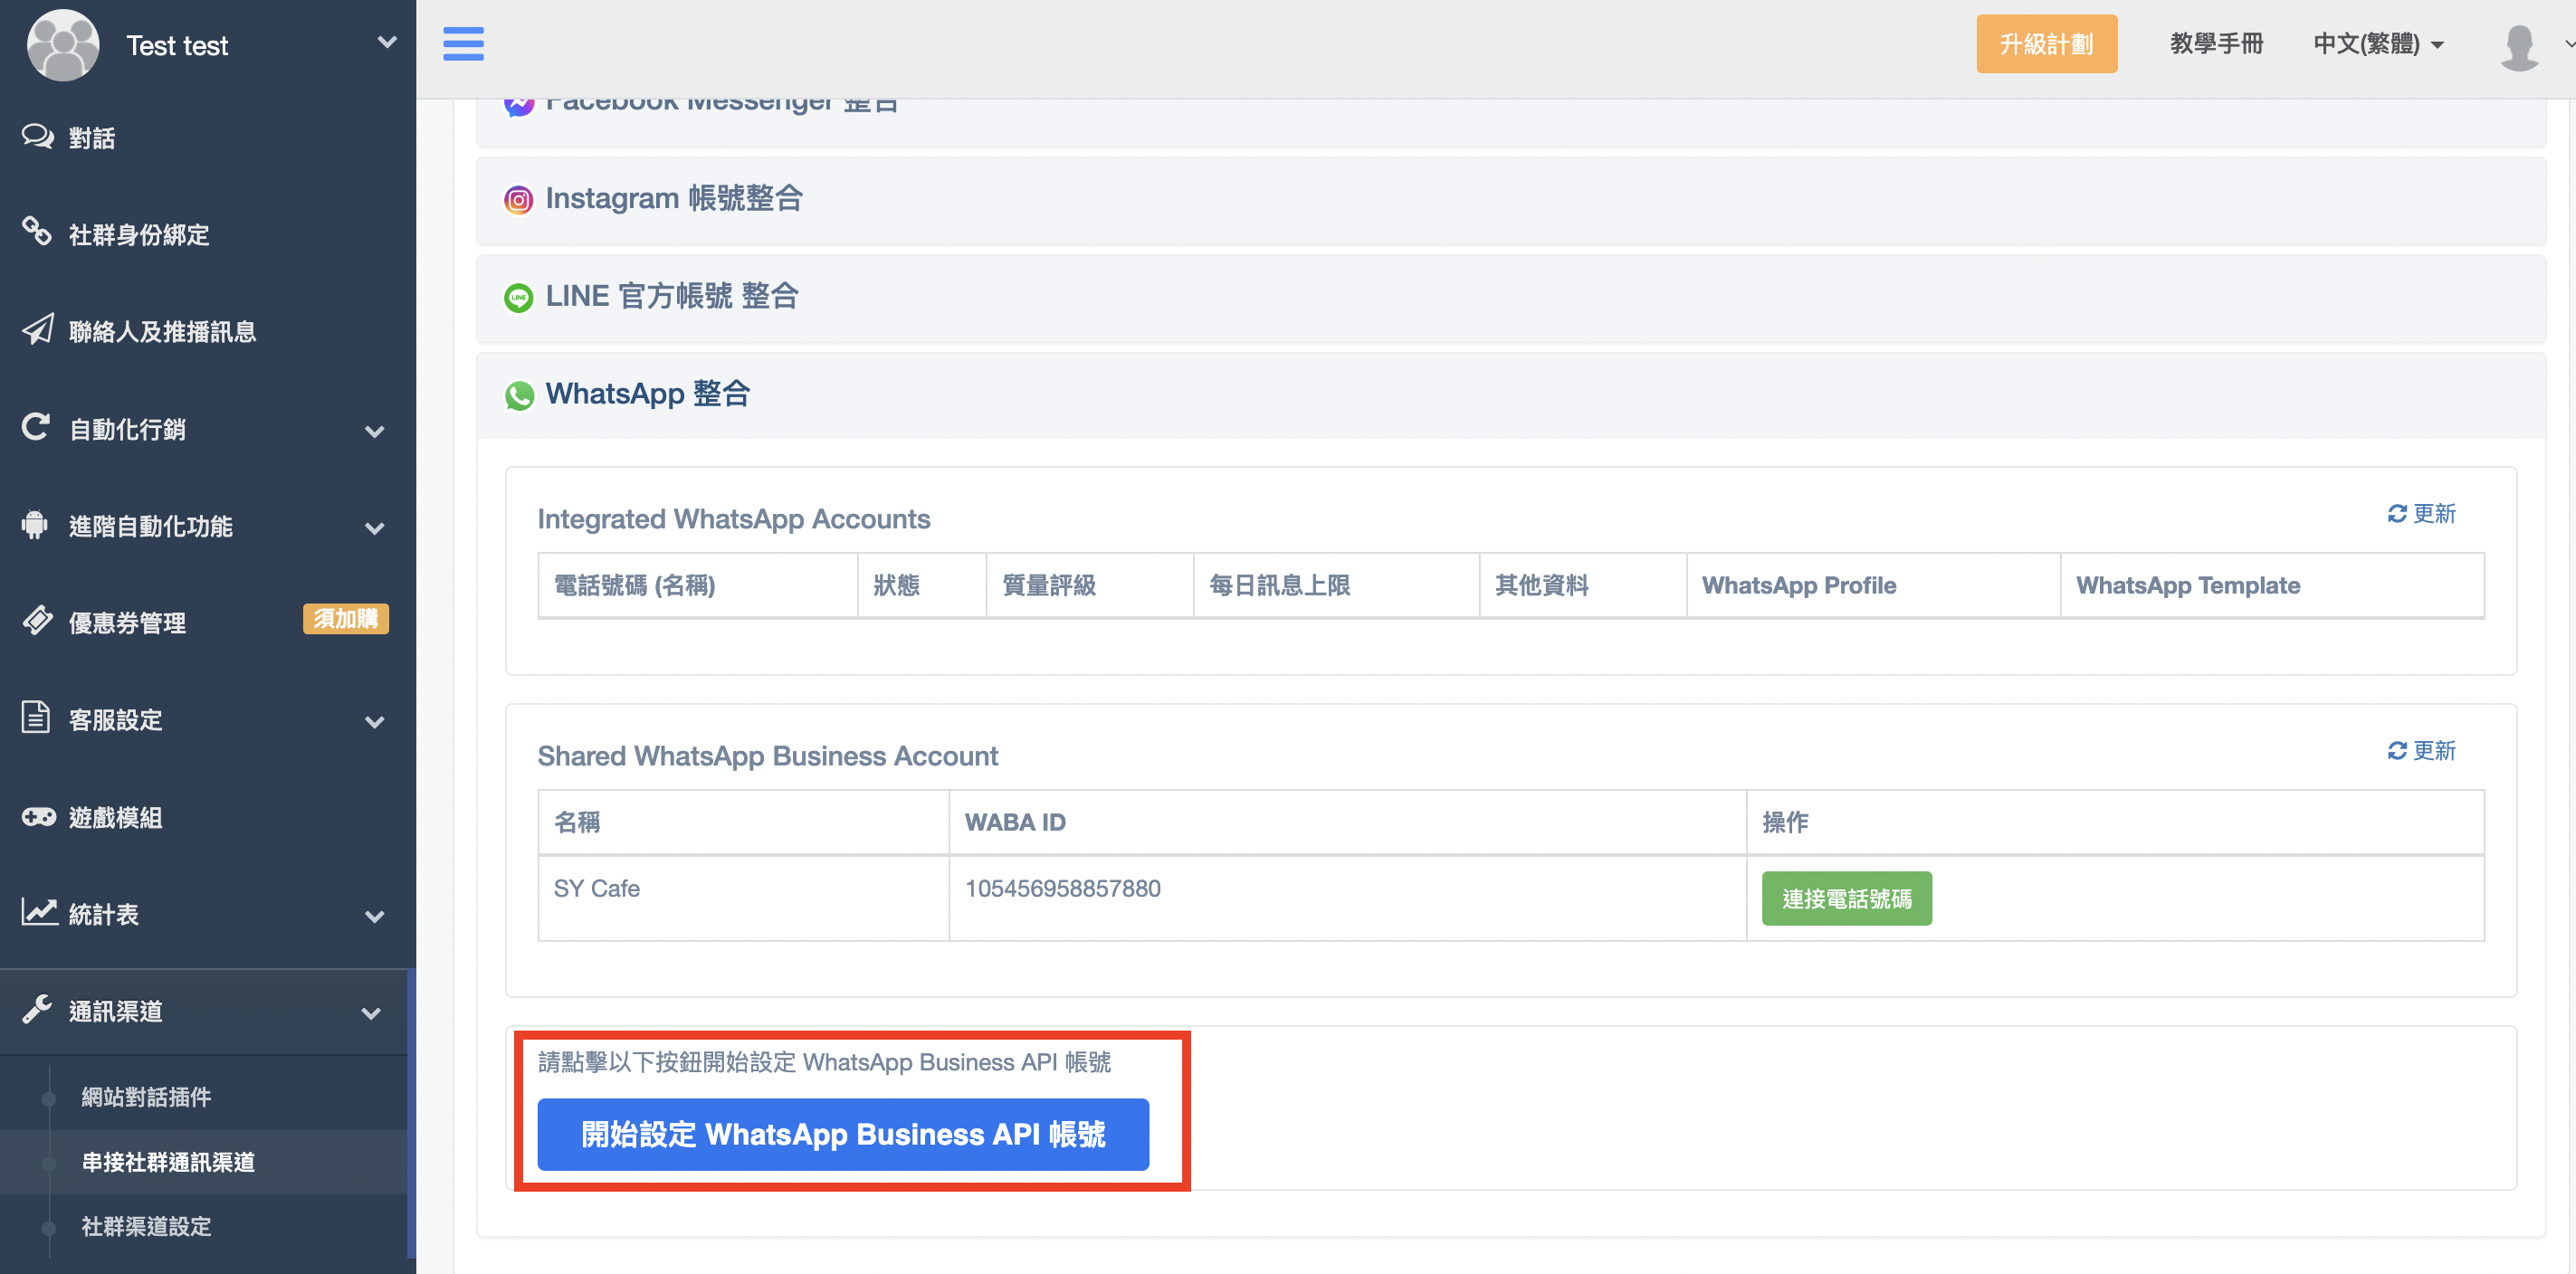 Test test
升級計劃
教學手冊
中文(繁體)
對話
社群身份綁定
聯絡人及推播訊息
自動化行銷
進階自動化功能
優惠券管理
須加購
客服設定
遊戲模組
統計表
通訊渠道
網站對話插件
串接社群通訊渠道
社群渠道設定
Facebook Messenger 整合
Instagram 帳號整合
LINE 官方帳號 整合
WhatsApp 整合
Integrated WhatsApp Accounts
更新
電話號碼 (名稱) 狀態 質量評級 每日訊息上限 其他資料 WhatsApp Profile WhatsApp Template
Shared WhatsApp Business Account
更新
名稱 WABA ID 操作
SY Cafe 105456958857880 連接電話號碼
請點擊以下按鈕開始設定 WhatsApp Business API 帳號
開始設定 WhatsApp Business API 帳號